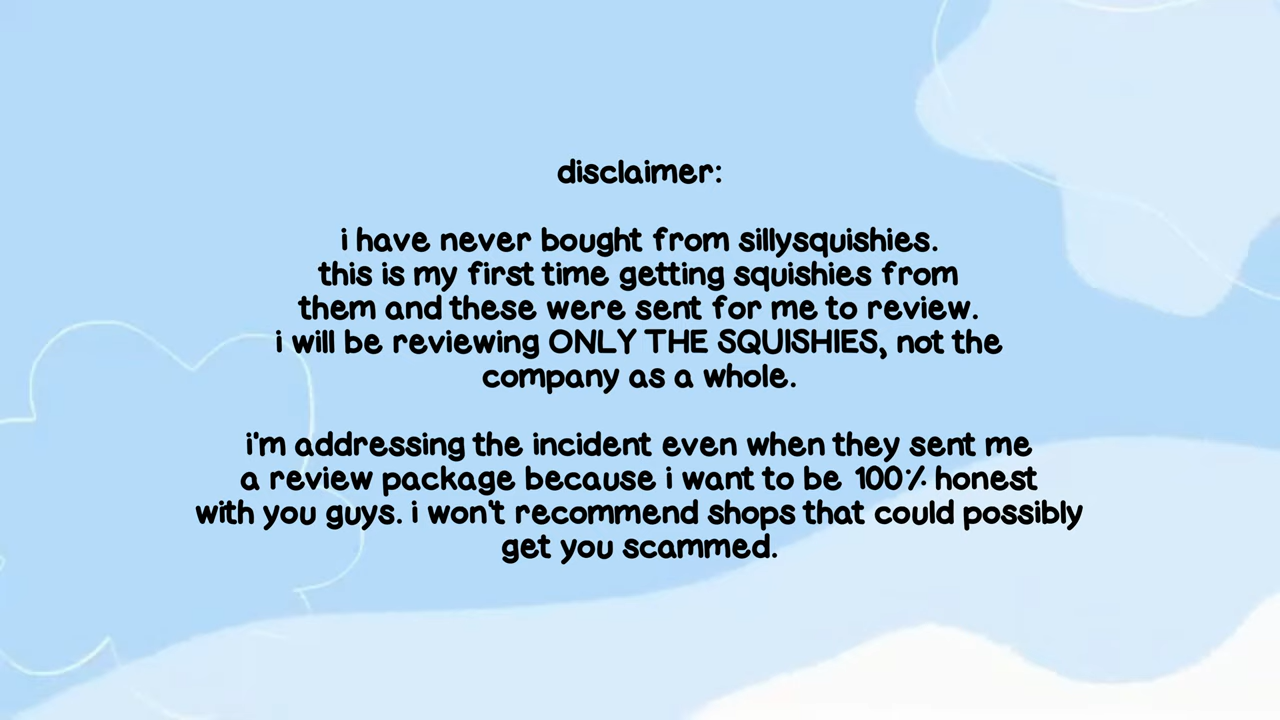 disclaimer:
i have never bought from sillysquishies.
this is my first time getting squishies from
them and these were sent for me to review.
i will be reviewing ONLY THE SQUISHIES, not the
company as a whole.
i'm addressing the incident even when they sent me
a review package because i want to be 100% honest
with you guys. i won't recommend shops that could possibly
get you scammed.